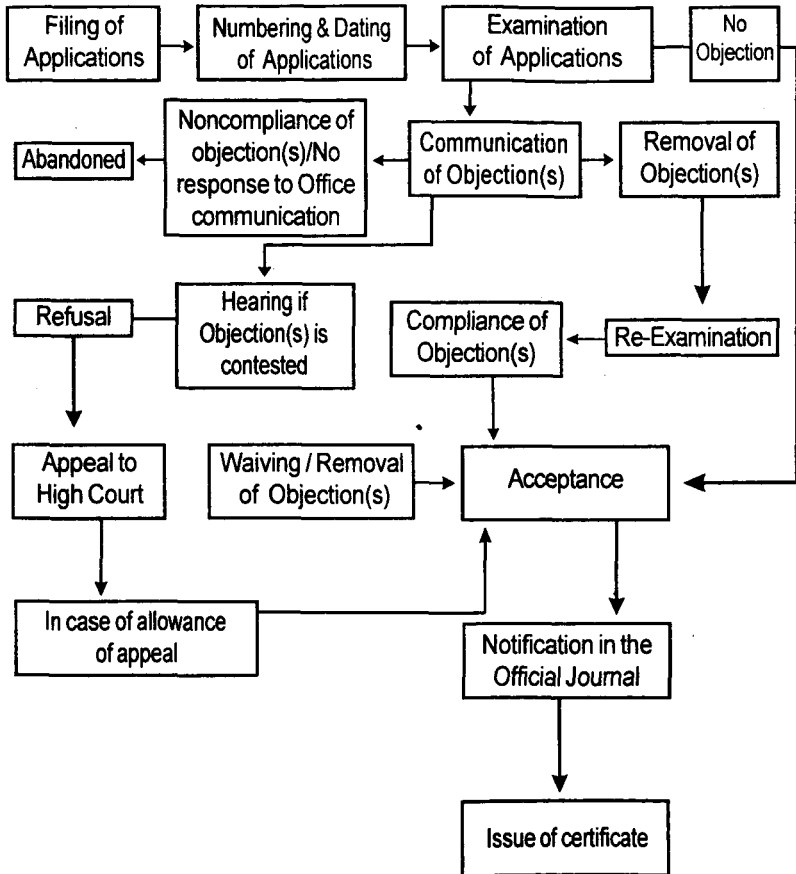 Filing of
Applications
Numbering & Dating
of Applications
Examination
of Applications
No
Objection
Noncompliance of
objection(s)/No
response to Office
communication
Abandoned
Communication
of Objection(s)
Removal of
Objection(s)
Refusal
Hearing if
Objection(s) is
contested
Compliance of
Objection(s)
Re-Examination
Appeal to
High Court
Waiving / Removal
of Objection(s)
Acceptance
In case of allowance
of appeal
Notification in the
Official Journal
Issue of certificate